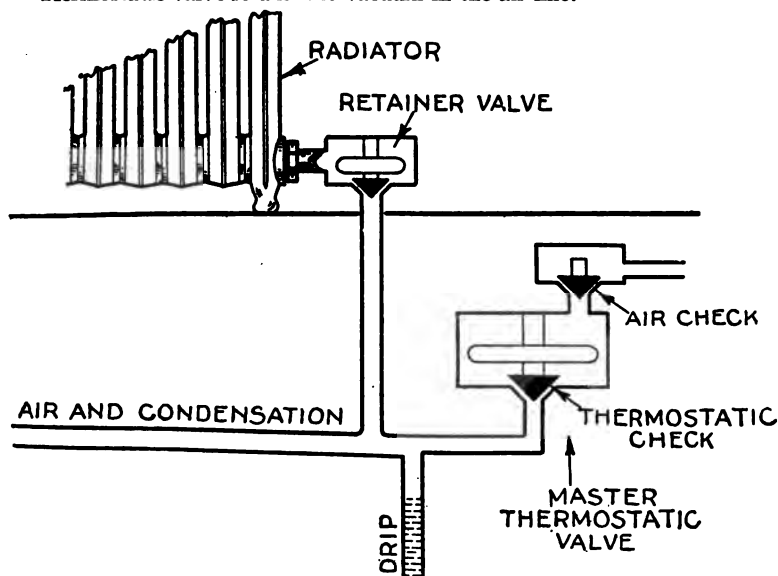 RADIATOR
RETAINER VALVE
AIR CHECK
AIR AND CONDENSATION
THERMOSTATIC
CHECK
MASTER
THERMOSTATIC
VALVE
DRIP